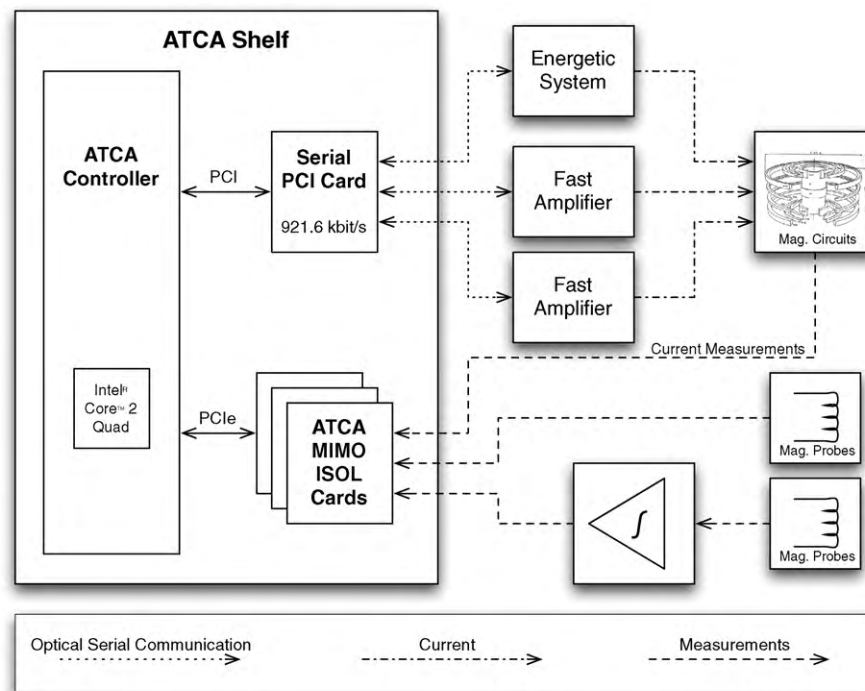 ATCA Shelf
ATCA
Controller
PCI
Serial
PCI Card
921.6 kbit/s
Energetic
System
Fast
Amplifier
Fast
Amplifier
Mag. Circuits
Current Measurements
Intel®
Core™ 2
Quad
PCIe
ATCA
MIMO
ISOL
Cards
∫
Mag. Probes
Mag. Probes
Optical Serial Communication
Current
Measurements